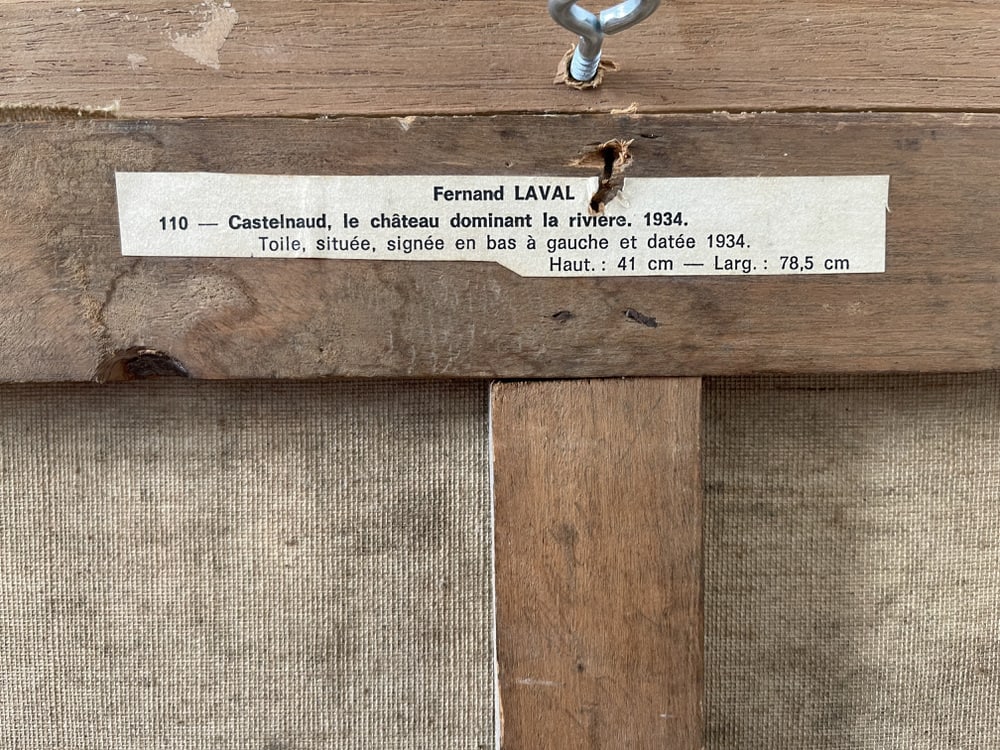 Fernand LAVAL
110 — Castelnaud, le château dominant la rivière. 1934.
Toile, située, signée en bas à gauche et datée 1934.
Haut. : 41 cm — Larg. : 78,5 cm